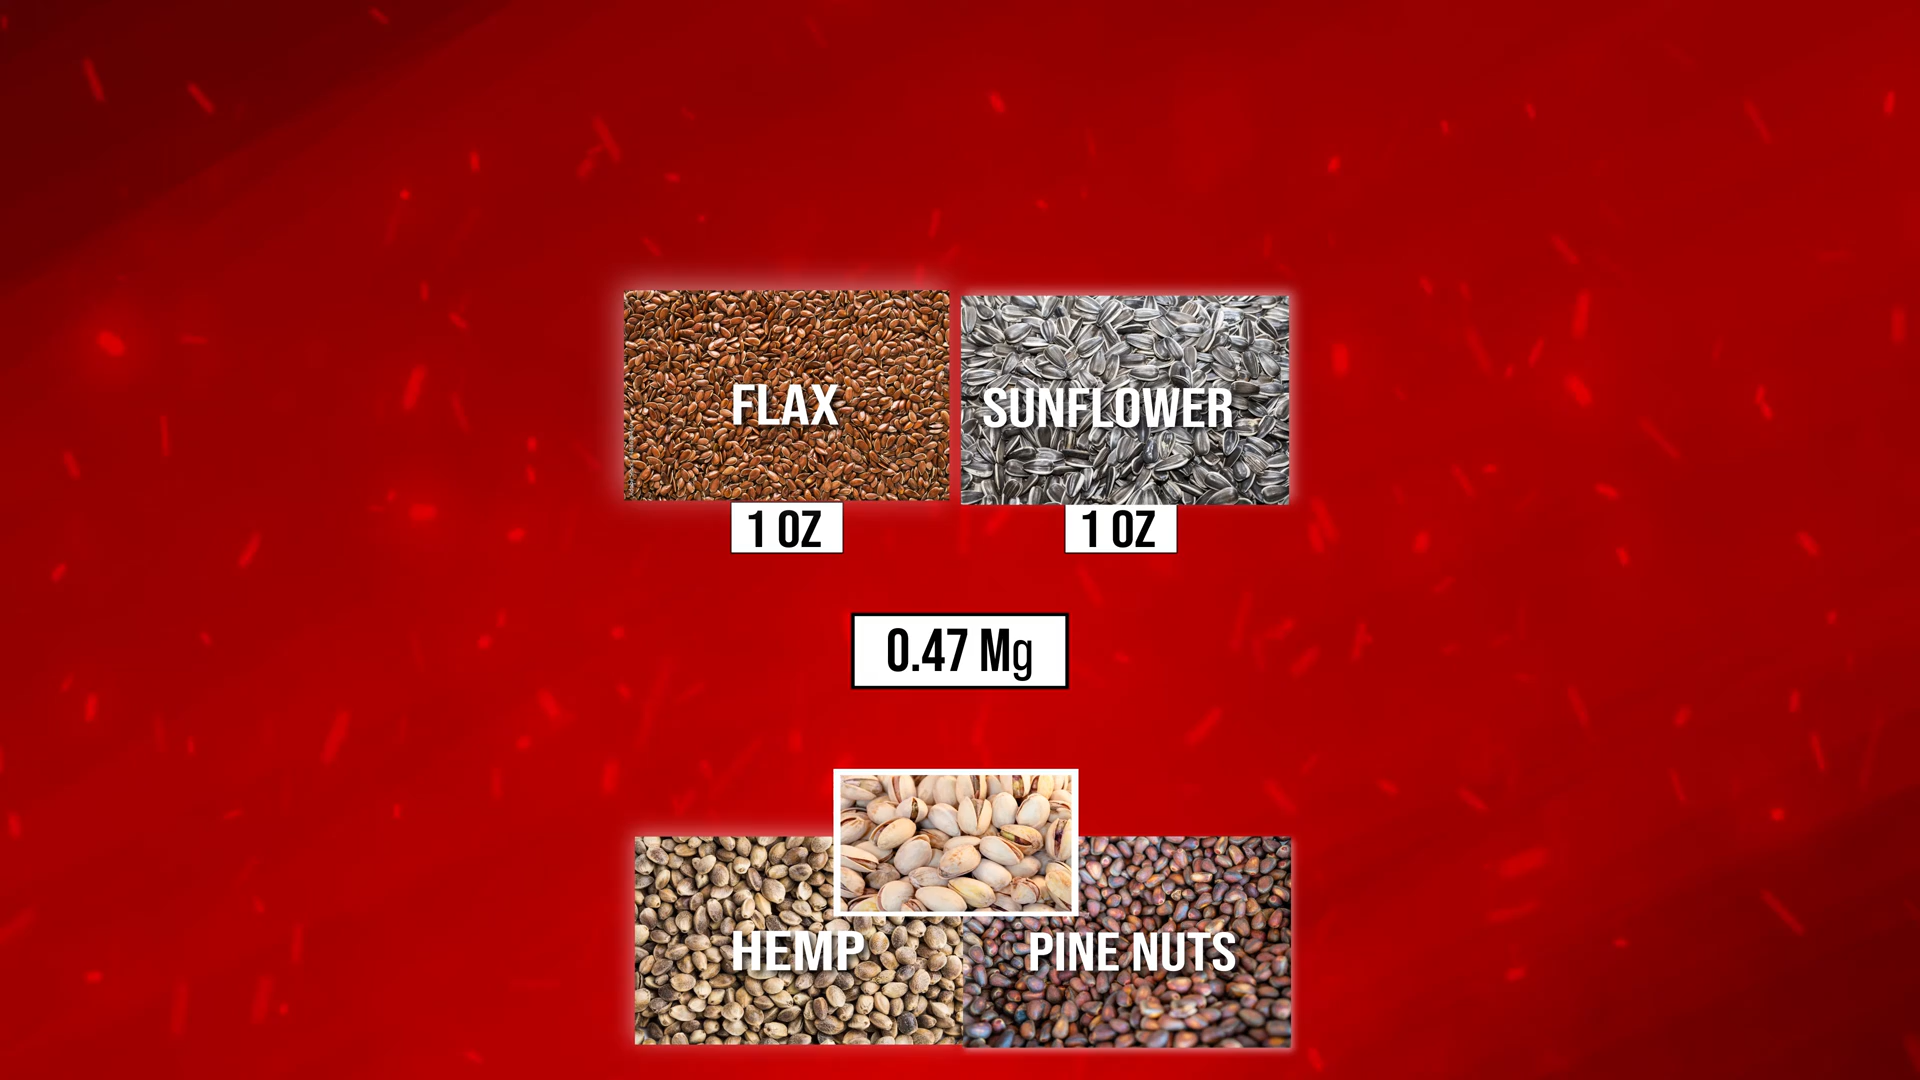 FLAX
SUNFLOWER
1 OZ
1 OZ
0.47 Mg
HEMP
PINE NUTS